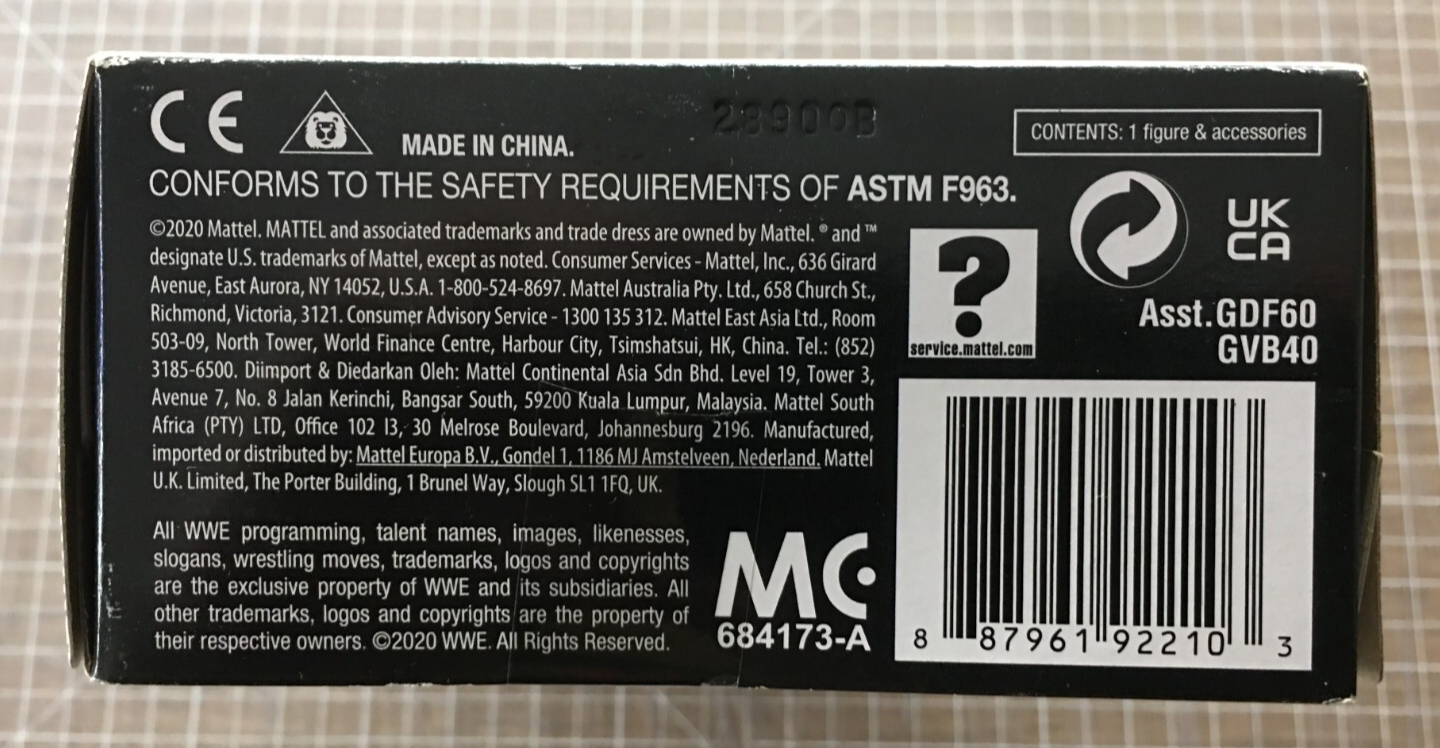 CE
MADE IN CHINA.
28900B
CONTENTS: 1 figure & accessories
CONFORMS TO THE SAFETY REQUIREMENTS OF ASTM F963.
©2020 Mattel. MATTEL and associated trademarks and trade dress are owned by Mattel. ® and ™
designate U.S. trademarks of Mattel, except as noted. Consumer Services - Mattel, Inc., 636 Girard
Avenue, East Aurora, NY 14052, U.S.A. 1-800-524-8697. Mattel Australia Pty. Ltd., 658 Church St.,
Richmond, Victoria, 3121. Consumer Advisory Service - 1300 135 312. Mattel East Asia Ltd., Room
503-09, North Tower, World Finance Centre, Harbour City, Tsimshatsui, HK, China. Tel.: (852)
3185-6500. Diimport & Diedarkan Oleh: Mattel Continental Asia Sdn Bhd. Level 19, Tower 3,
Avenue 7, No. 8 Jalan Kerinchi, Bangsar South, 59200 Kuala Lumpur, Malaysia. Mattel South
Africa (PTY) LTD, Office 102 I3, 30 Melrose Boulevard, Johannesburg 2196. Manufactured,
imported or distributed by: Mattel Europa B.V., Gondel 1, 1186 MJ Amstelveen, Nederland. Mattel
U.K. Limited, The Porter Building, 1 Brunel Way, Slough SL1 1FQ, UK.
?
service.mattel.com
UK
CA
Asst.GDF60
GVB40
All WWE programming, talent names, images, likenesses,
slogans, wrestling moves, trademarks, logos and copyrights
are the exclusive property of WWE and its subsidiaries. All
other trademarks, logos and copyrights are the property of
their respective owners. ©2020 WWE. All Rights Reserved.
MC
684173-A
8 87961 92210 3